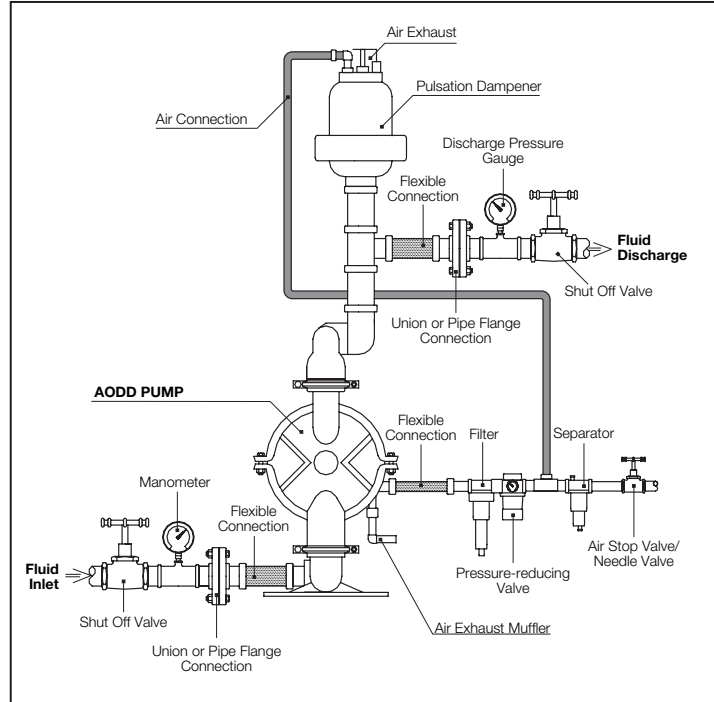 Air Exhaust
Pulsation Dampener
Air Connection
Discharge Pressure
Gauge
Flexible
Connection
Fluid
Discharge
Shut Off Valve
Union or Pipe Flange
Connection
AODD PUMP
Flexible
Connection
Filter
Separator
Manometer
Flexible
Connection
Air Stop Valve/
Needle Valve
Fluid
Inlet
Pressure-reducing
Valve
Shut Off Valve
Air Exhaust Muffler
Union or Pipe Flange
Connection